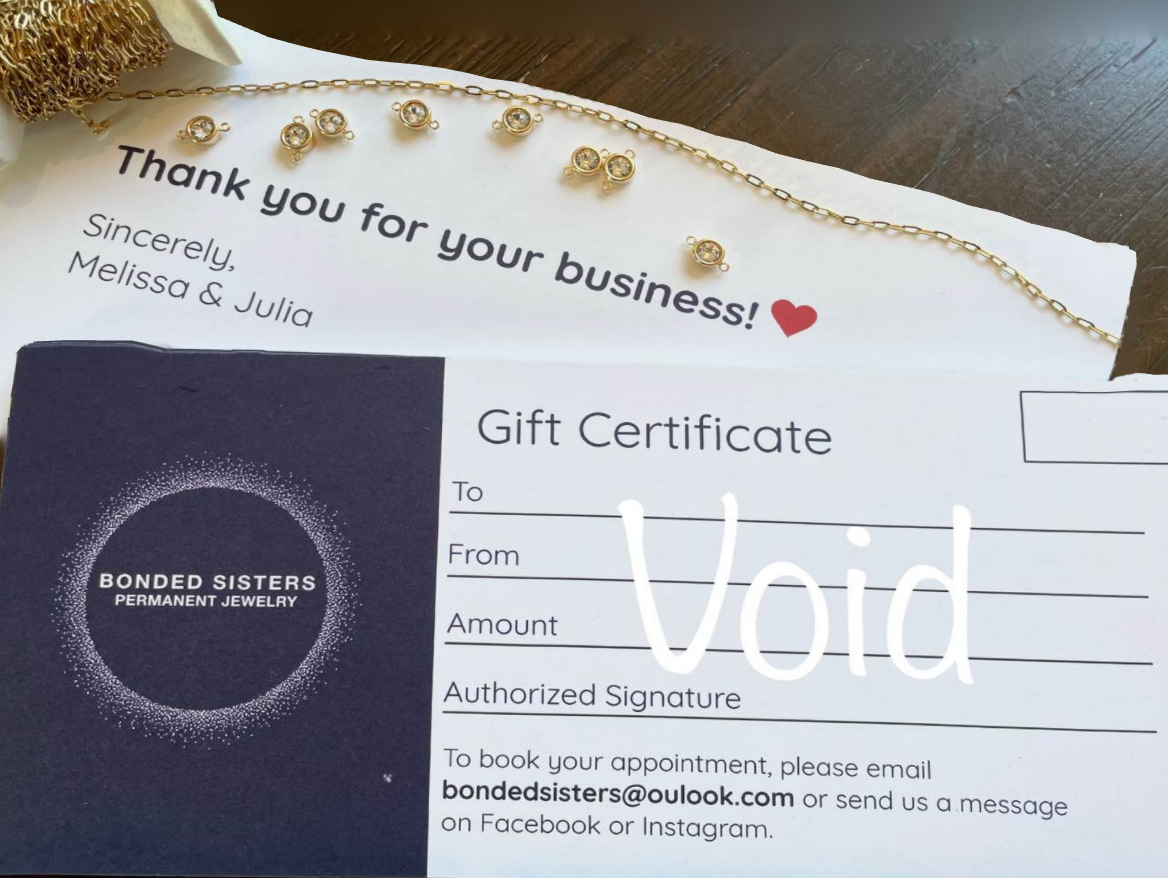 Thank you for your business!
Sincerely,
Melissa & Julia
BONDED SISTERS
PERMANENT JEWELRY
Gift Certificate
To
From
Amount
Void
Authorized Signature
To book your appointment, please email
bondedsisters@oulook.com or send us a message
on Facebook or Instagram.